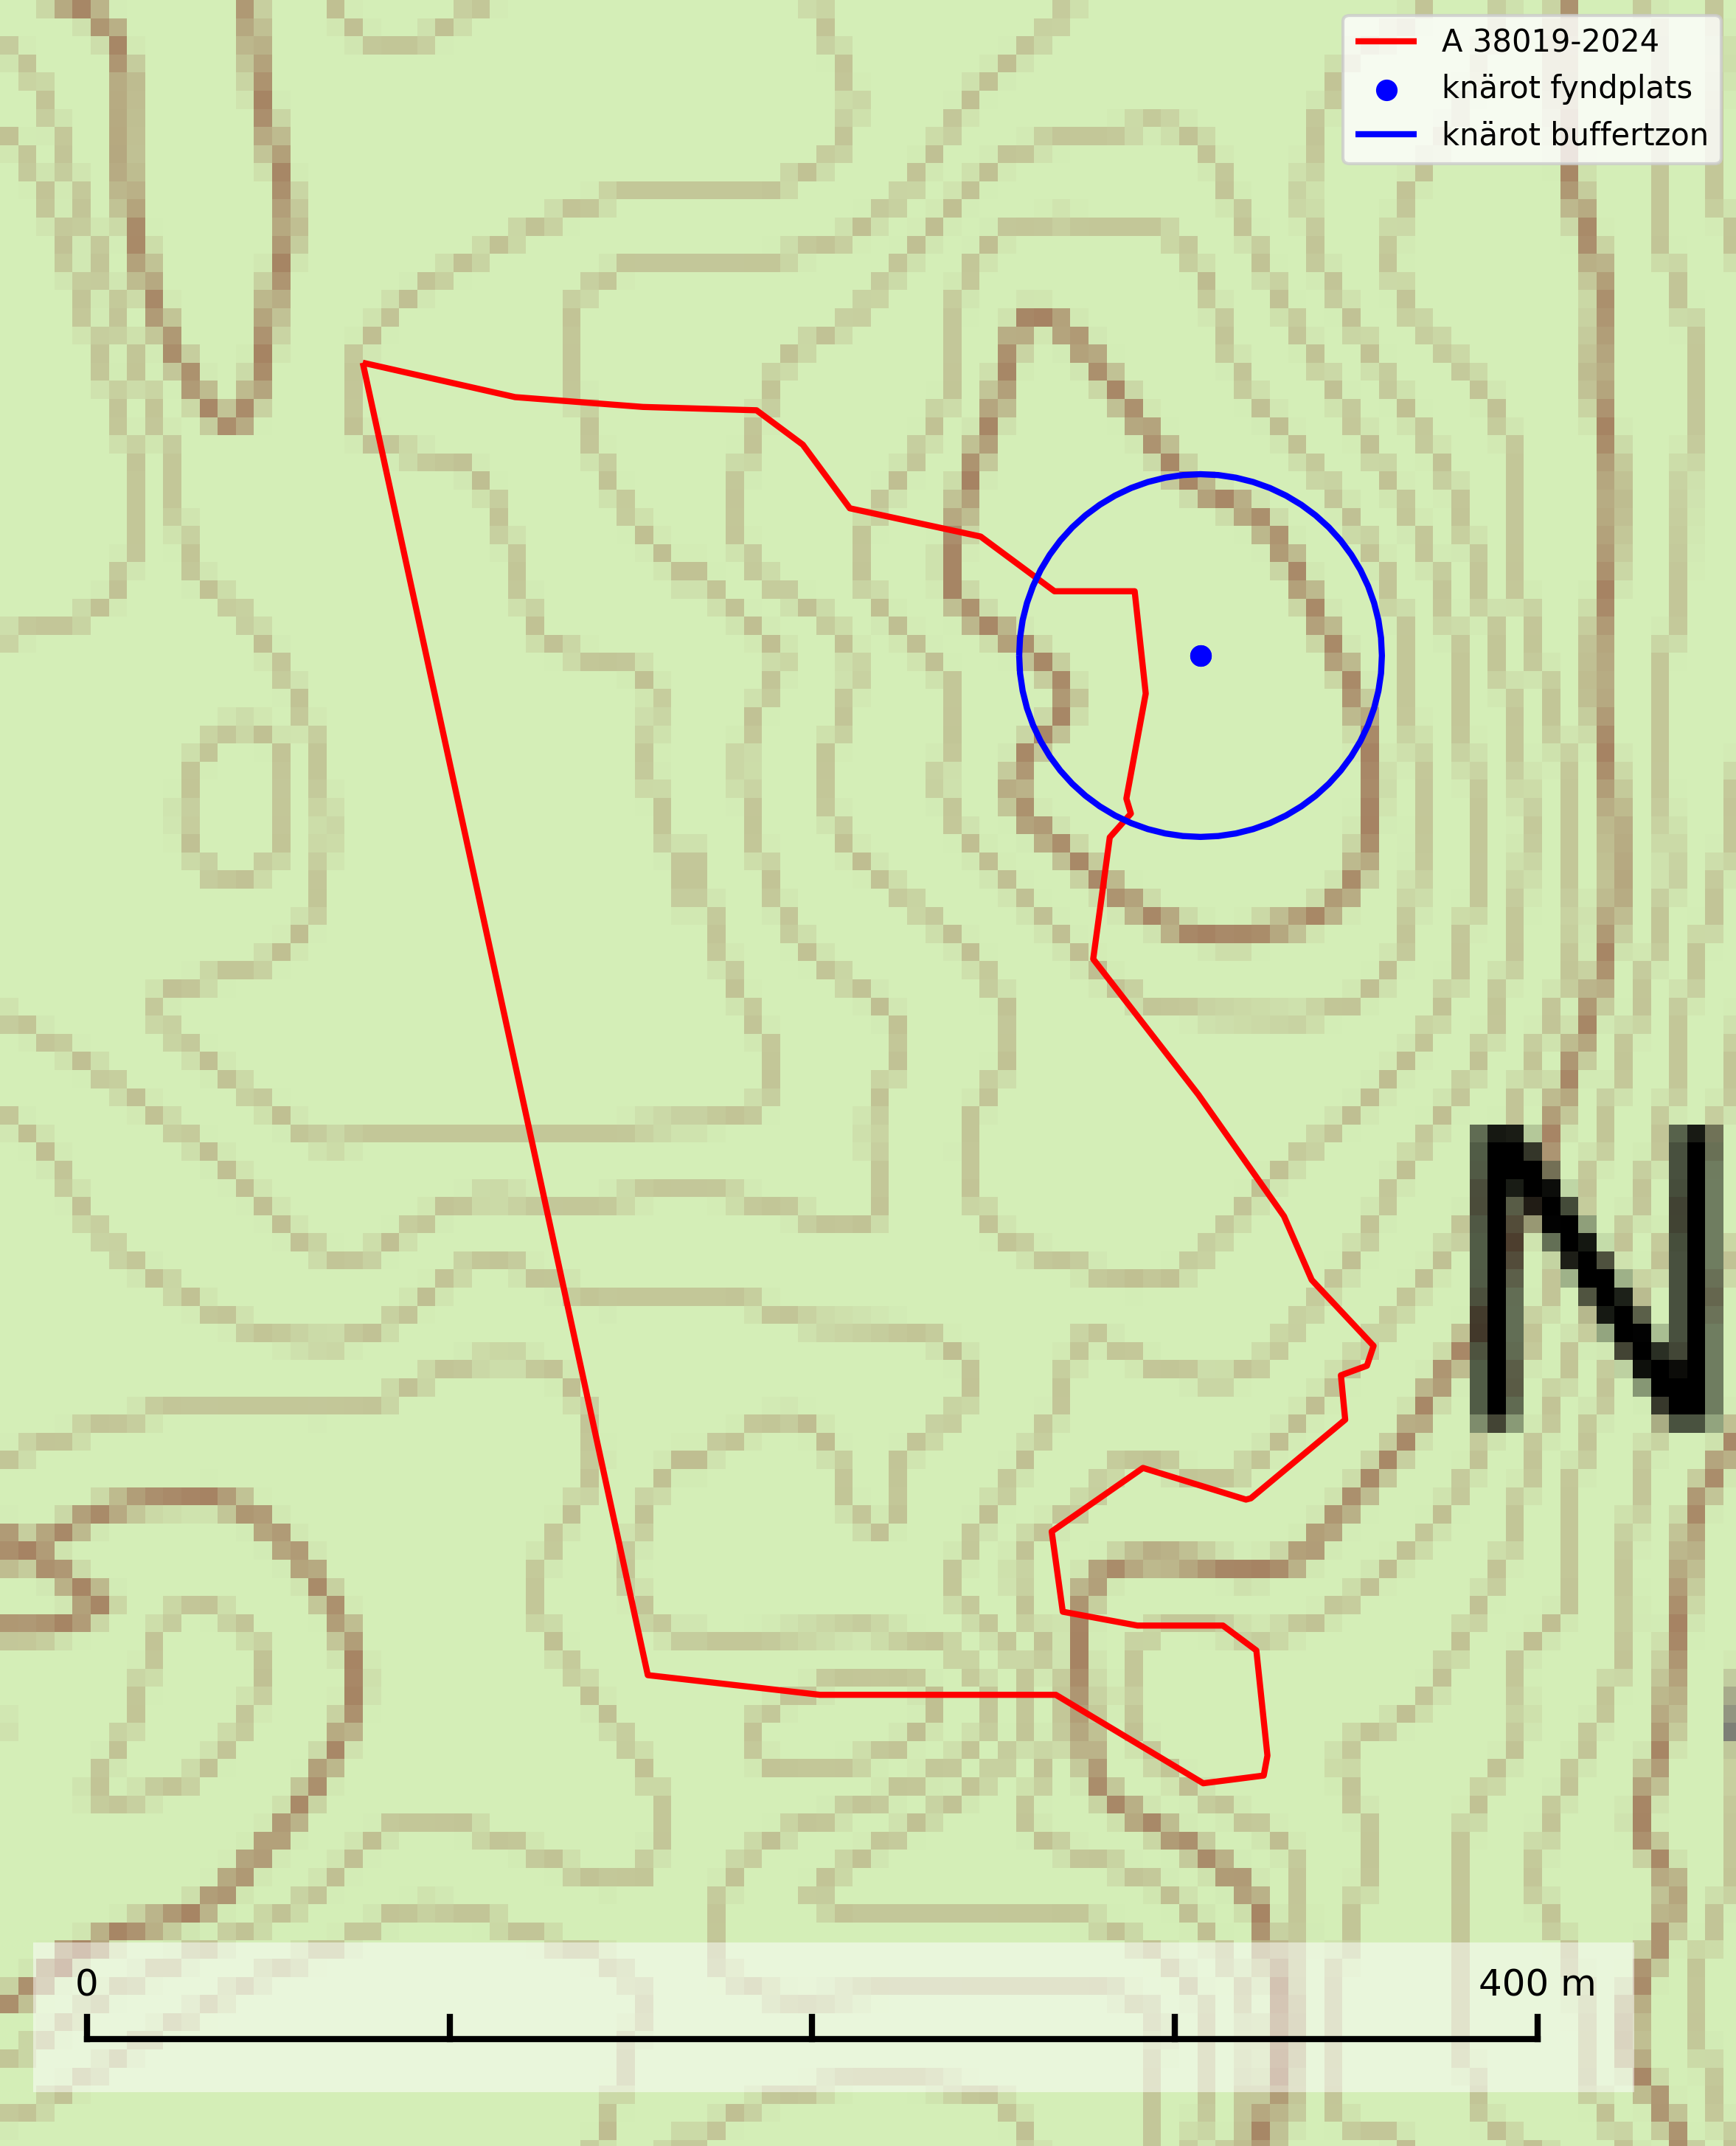 A 38019-2024
knärot fyndplats
knärot buffertzon
N
0 400 m